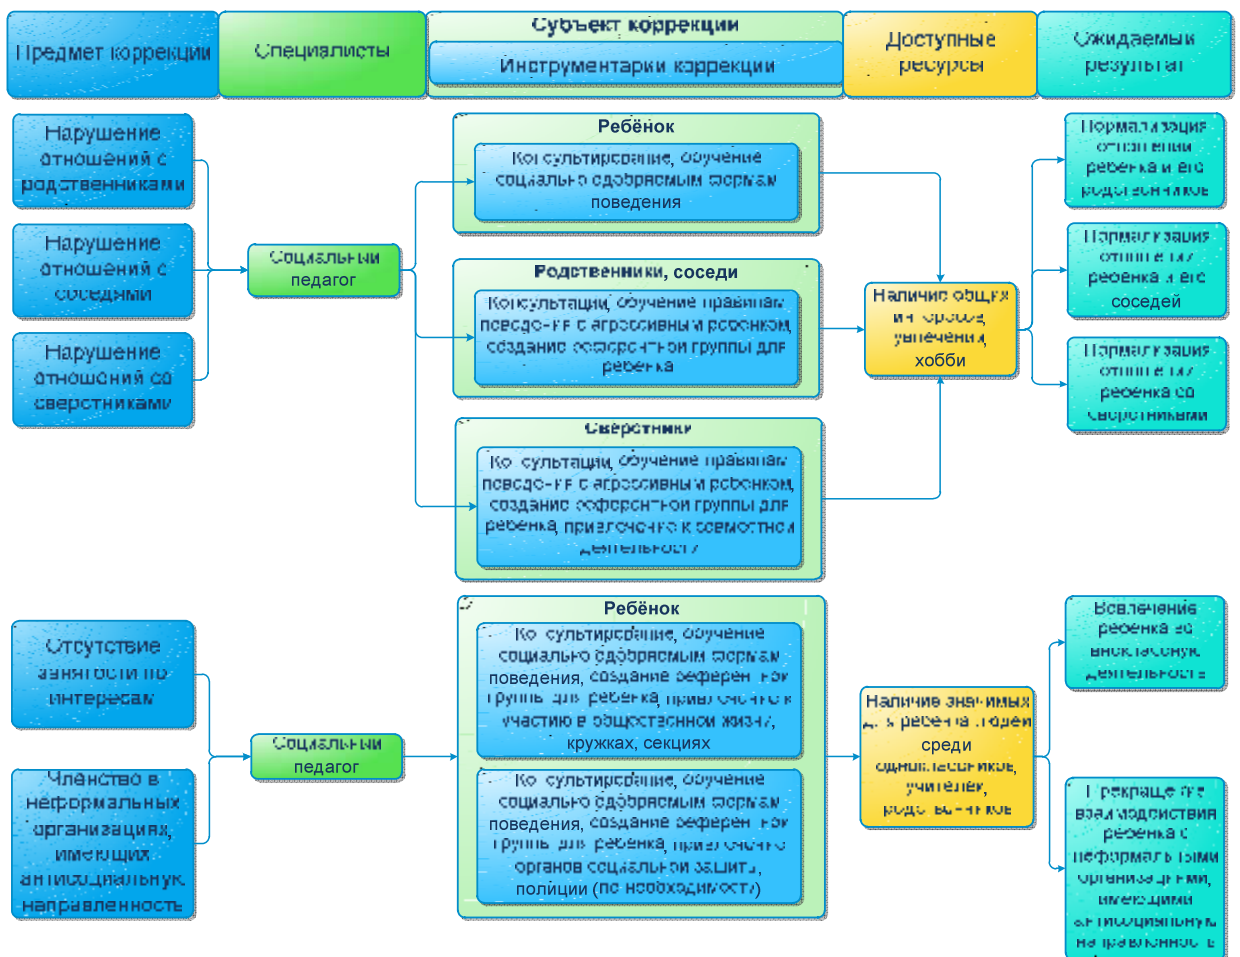 Предмет коррекции
Специалисты
Субъект коррекции
Инструментарий коррекции
Доступные
ресурсы
Ожидаемый
результат
Нарушение
отношений с
родственниками
Нарушение
отношений с
соседями
Нарушение
отношений со
сверстниками
Социальный
педагог
Ребёнок
Консультирование, обучение
социально одобряемым формам
поведения
Родственники, соседи
Консультации, обучение правилам
поведения с агрессивным ребенком,
создание референтной группы для
ребенка
Сверстники
Консультации, обучение правилам
поведения с агрессивным ребенком,
создание референтной группы для
ребенка, привлечение к совместной
деятельности
Наличие общих
интересов,
увлечений,
хобби
Нормализация
отношений
ребенка и его
родственников
Нормализация
отношений
ребенка и его
соседей
Нормализация
отношений
ребенка со
сверстниками
Отсутствие
занятости по
интересам
Членство в
неформальных
организациях,
имеющих
антисоциальную
направленность
Социальный
педагог
Ребёнок
Консультирование, обучение
социально одобряемым формам
поведения, создание референтной
группы для ребенка, привлечение к
участию в общественной жизни,
кружках, секциях
Консультирование, обучение
социально одобряемым формам
поведения, создание референтной
группы для ребенка, привлечение
органов социальной защиты,
полиции (по необходимости)
Наличие значимых
для ребенка людей
среди
одноклассников,
учителей,
родственников
Вовлечение
ребенка во
внеклассную
деятельность
Прекращение
взаимодействия
ребенка с
неформальными
организациями,
имеющими
антисоциальную
направленность